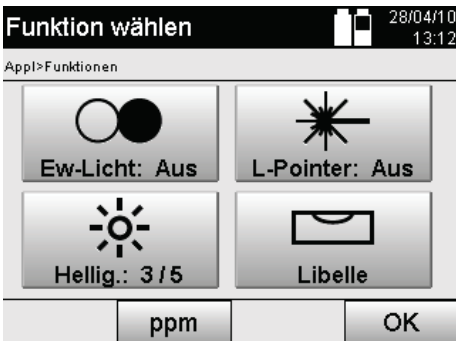 Funktion wählen
28/04/10
13:12
Appl>Funktionen
Ew-Licht: Aus
L-Pointer: Aus
Hellig.: 3/5
Libelle
ppm
OK